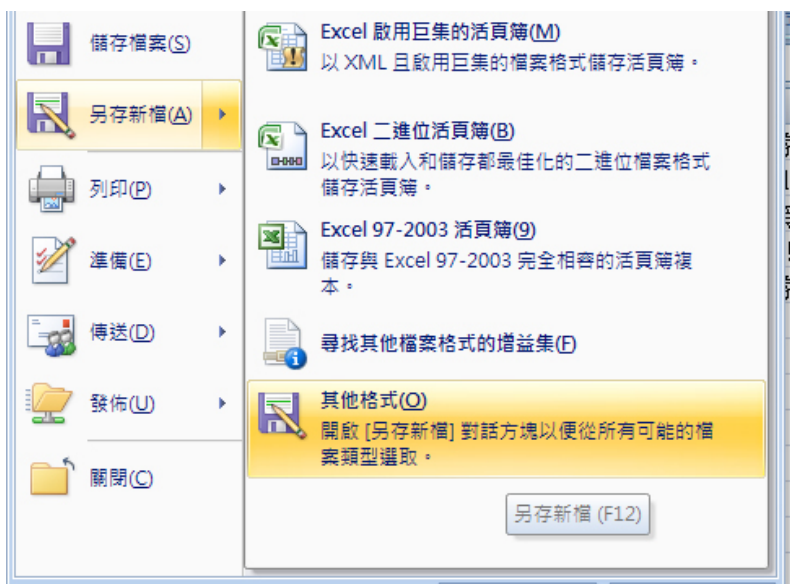 儲存檔案(S)
另存新檔(A)
列印(P)
準備(E)
傳送(D)
發佈(U)
關閉(C)
Excel 啟用巨集的活頁簿(M)
以 XML 且啟用巨集的檔案格式儲存活頁簿。
Excel 二進位活頁簿(B)
以快速載入和儲存都最佳化的二進位檔案格式
儲存活頁簿。
Excel 97-2003 活頁簿(9)
儲存與 Excel 97-2003 完全相容的活頁簿複
本。
尋找其他檔案格式的增益集(F)
其他格式(O)
開啟 [另存新檔] 對話方塊以便從所有可能的檔
案類型選取。
另存新檔 (F12)